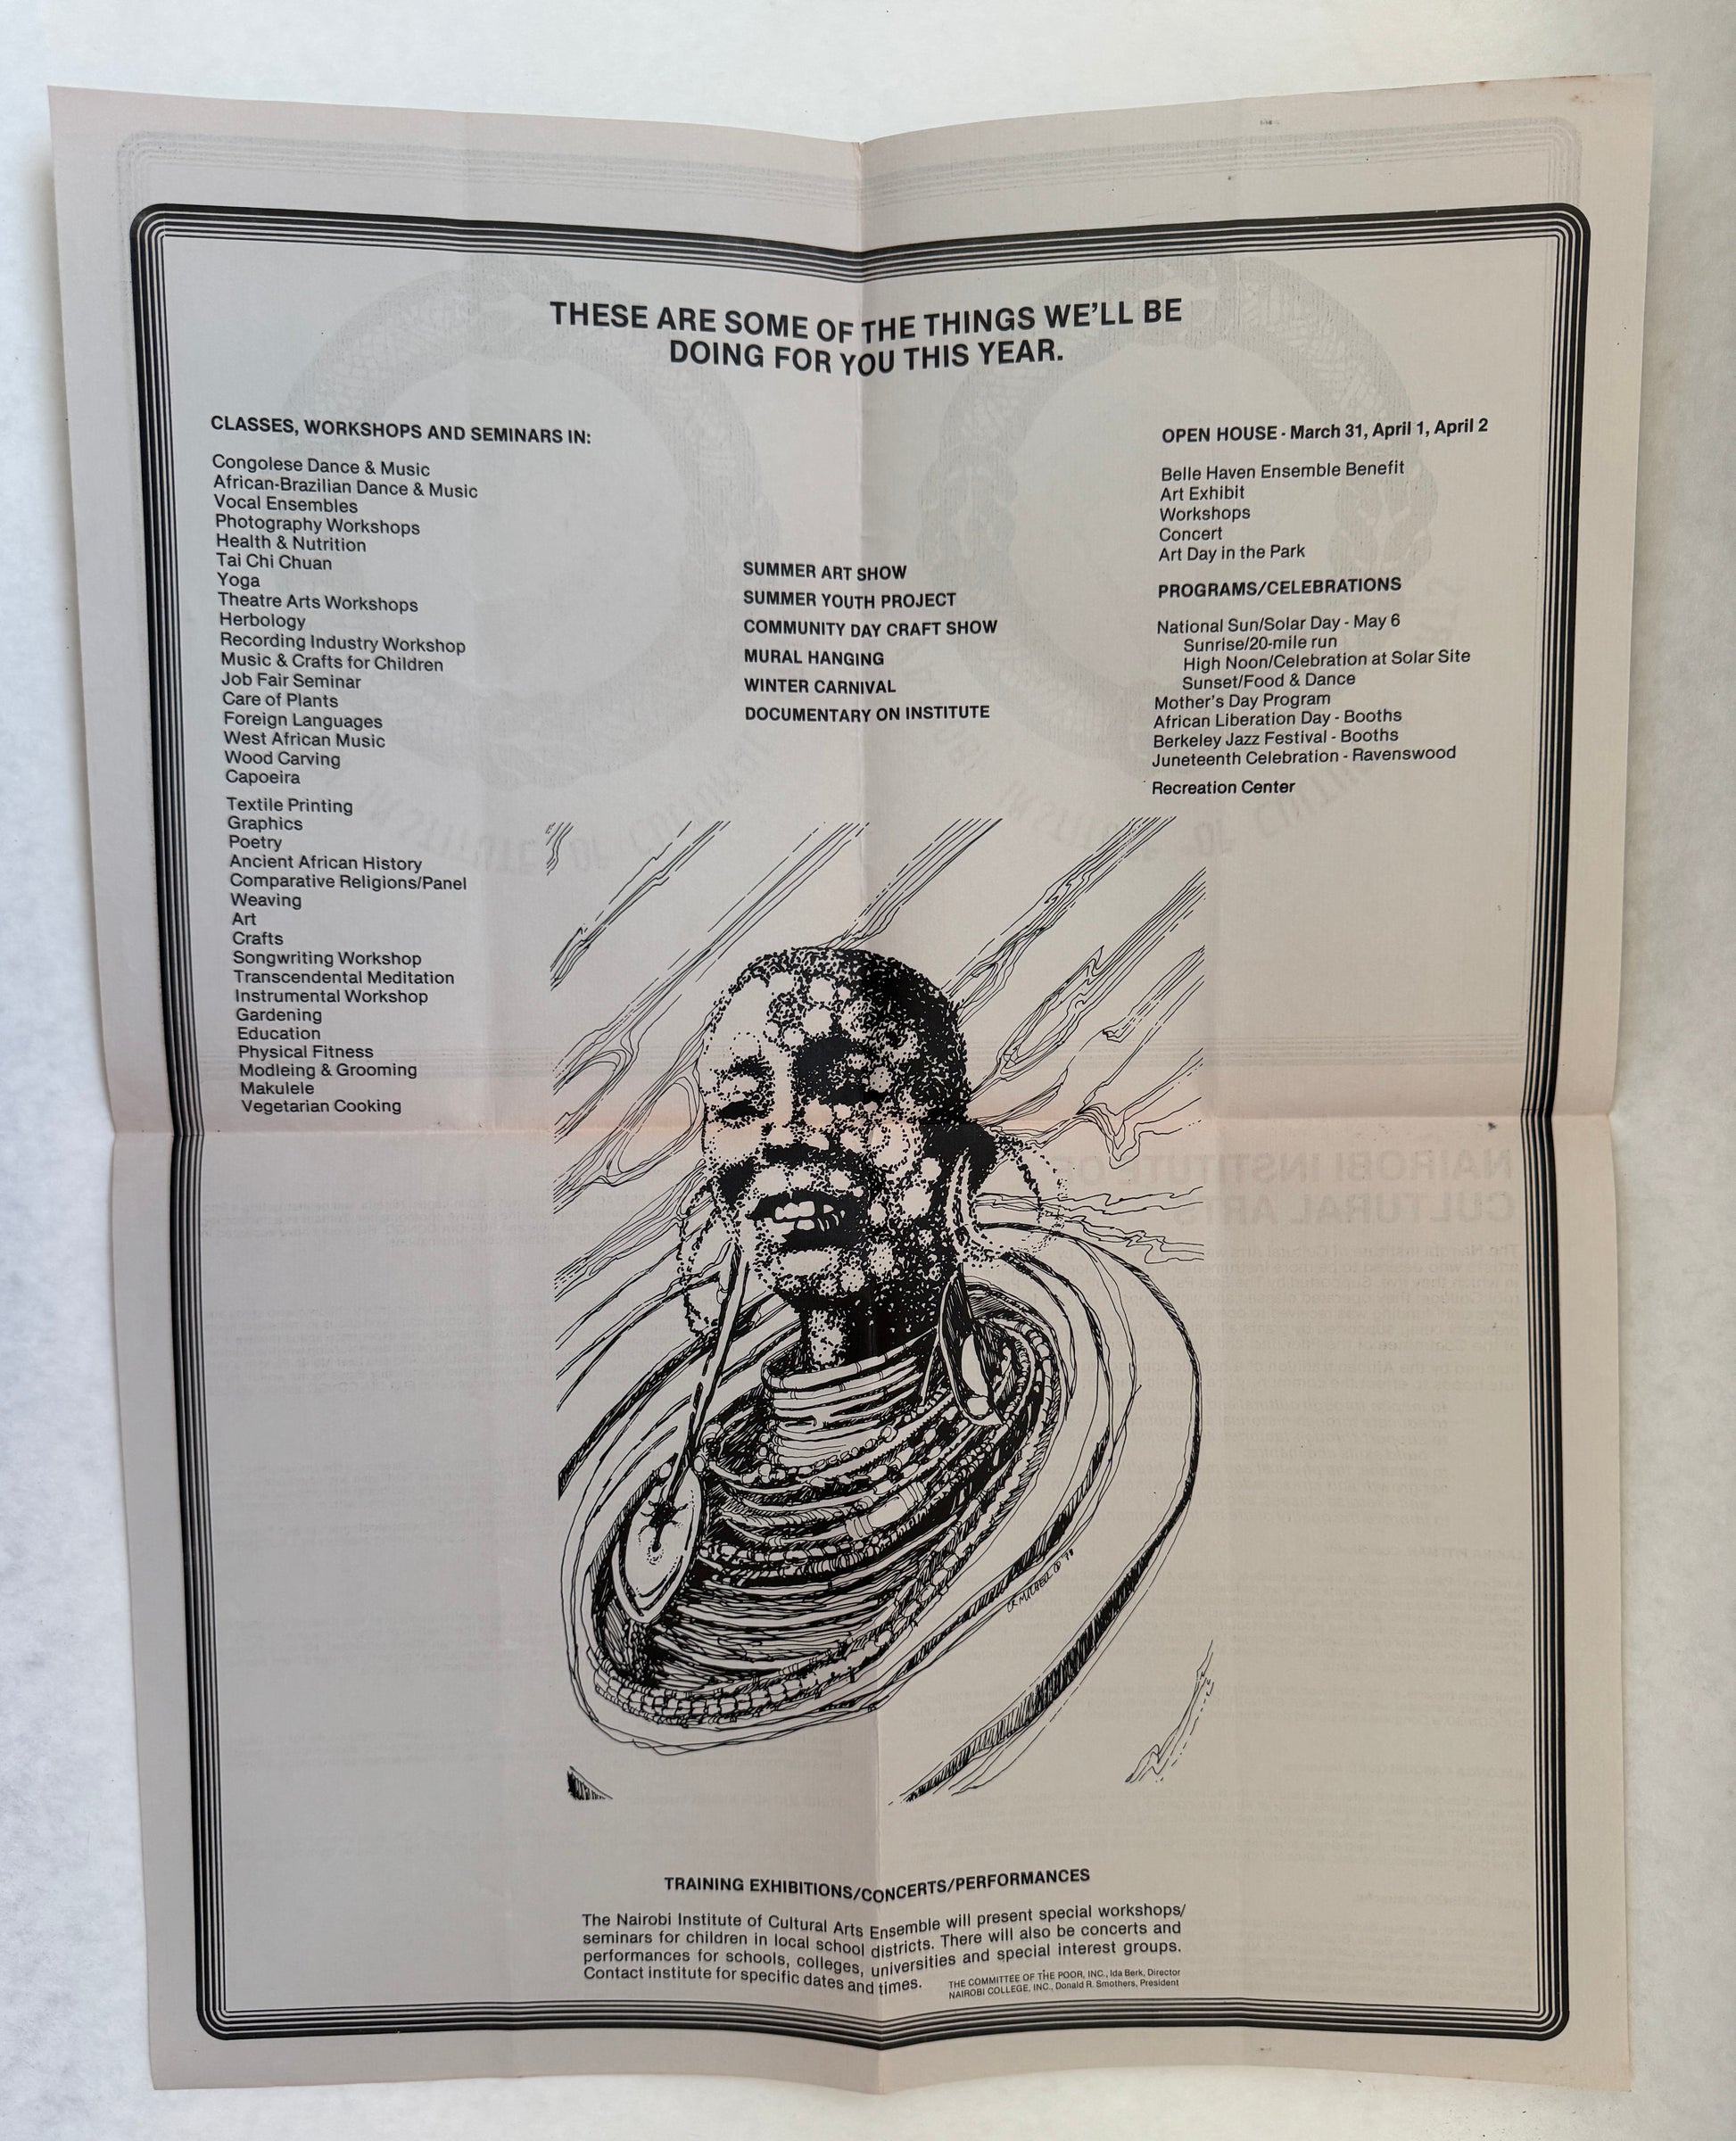 THESE ARE SOME OF THE THINGS WE'LL BE
DOING FOR YOU THIS YEAR.
CLASSES, WORKSHOPS AND SEMINARS IN:
Congolese Dance & Music
African-Brazilian Dance & Music
Vocal Ensembles
Photography Workshops
Health & Nutrition
Tai Chi Chuan
Yoga
Theatre Arts Workshops
Herbology
Recording Industry Workshop
Music & Crafts for Children
Job Fair Seminar
Care of Plants
Foreign Languages
West African Music
Wood Carving
Capoeira
Textile Printing
Graphics
Poetry
Ancient African History
Comparative Religions/Panel
Weaving
Art
Crafts
Songwriting Workshop
Transcendental Meditation
Instrumental Workshop
Gardening
Education
Physical Fitness
Modleing & Grooming
Makulele
Vegetarian Cooking
SUMMER ART SHOW
SUMMER YOUTH PROJECT
COMMUNITY DAY CRAFT SHOW
MURAL HANGING
WINTER CARNIVAL
DOCUMENTARY ON INSTITUTE
OPEN HOUSE - March 31, April 1, April 2
Belle Haven Ensemble Benefit
Art Exhibit
Workshops
Concert
Art Day in the Park
PROGRAMS/CELEBRATIONS
National Sun/Solar Day - May 6
Sunrise/20-mile run
High Noon/Celebration at Solar Site
Sunset/Food & Dance
Mother's Day Program
African Liberation Day - Booths
Berkeley Jazz Festival - Booths
Juneteenth Celebration - Ravenswood
Recreation Center
TRAINING EXHIBITIONS/CONCERTS/PERFORMANCES
The Nairobi Institute of Cultural Arts Ensemble will present special workshops/
seminars for children in local school districts. There will also be concerts and
performances for schools, colleges, universities and special interest groups.
Contact institute for specific dates and times.
THE COMMITTEE OF THE POOR, INC., Ida Berk, Director
NAIROBI COLLEGE, INC., Donald R. Smothers, President